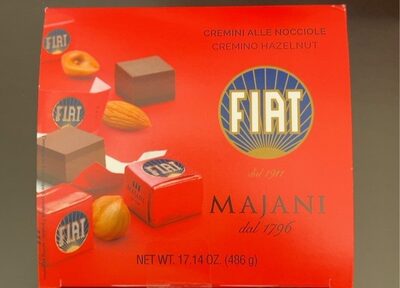 CREMINI ALLE NOCCIOLE
CREMINO HAZELNUT
FIAT
FIAT
FIAT
dal 1911
FIAT
MAJANI
dal 1796
FIAT
NET WT. 17.14 OZ. (486 g)